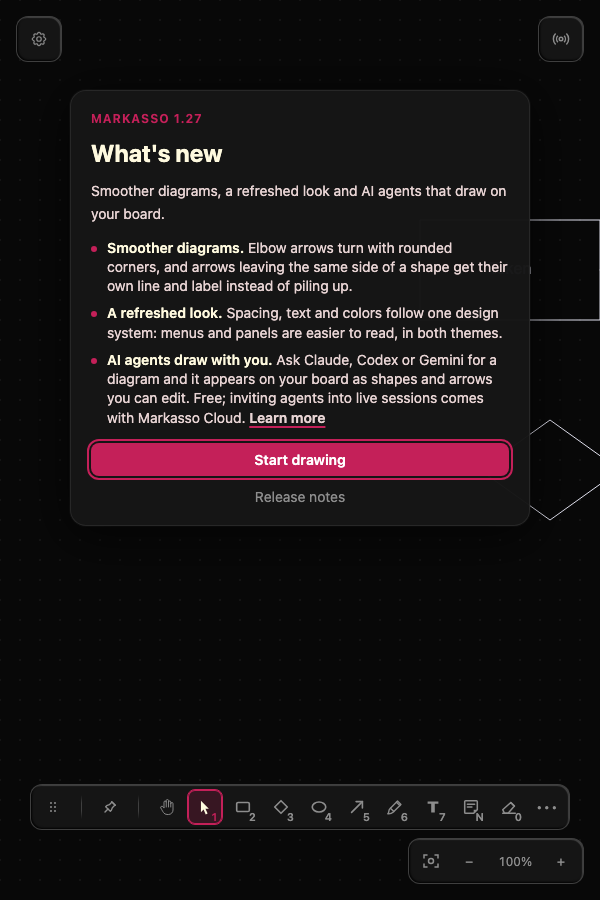 MARKASSO 1.27
What's new
Smoother diagrams, a refreshed look and AI agents that draw on
your board.
Smoother diagrams. Elbow arrows turn with rounded
corners, and arrows leaving the same side of a shape get their
own line and label instead of piling up.
A refreshed look. Spacing, text and colors follow one design
system: menus and panels are easier to read, in both themes.
AI agents draw with you. Ask Claude, Codex or Gemini for a
diagram and it appears on your board as shapes and arrows
you can edit. Free; inviting agents into live sessions comes
with Markasso Cloud. Learn more
Start drawing
Release notes
1 2 3 4 5 6 T 7 N 0
100%